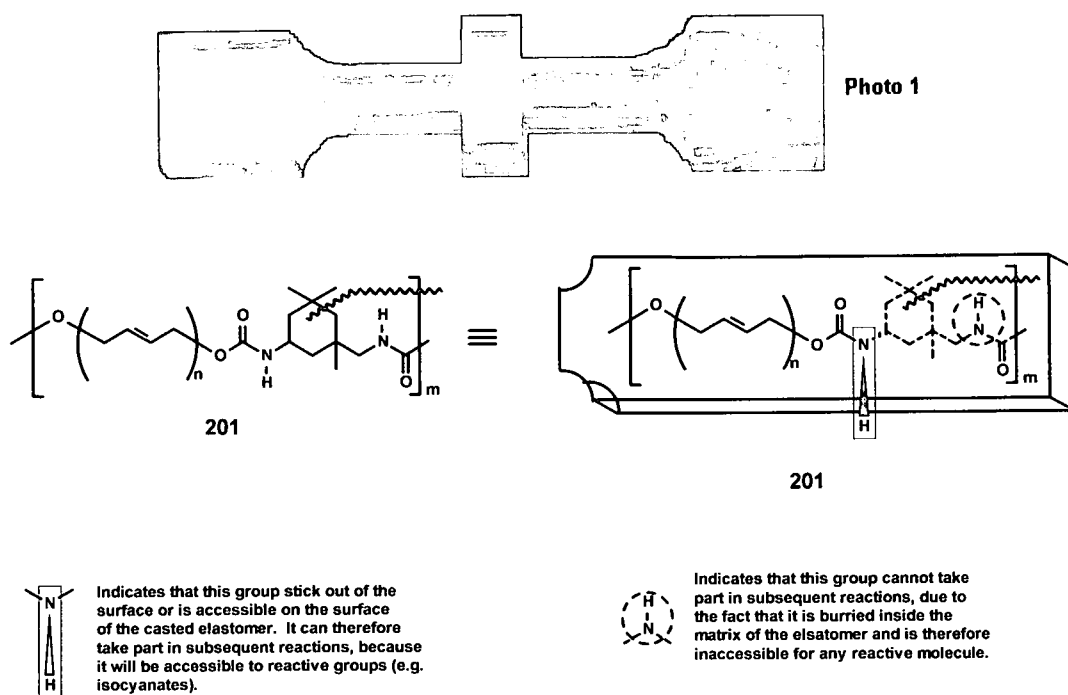 Photo 1
O
n
O
O
N
H
H
N
O
m
201
≡
O
n
O
O
N
H
H
N
O
m
201
N
H
Indicates that this group stick out of the
surface or is accessible on the surface
of the casted elastomer. It can therefore
take part in subsequent reactions, because
it will be accessible to reactive groups (e.g.
isocyanates).
H
N
Indicates that this group cannot take
part in subsequent reactions, due to
the fact that it is burried inside the
matrix of the elsatomer and is therefore
inaccessible for any reactive molecule.